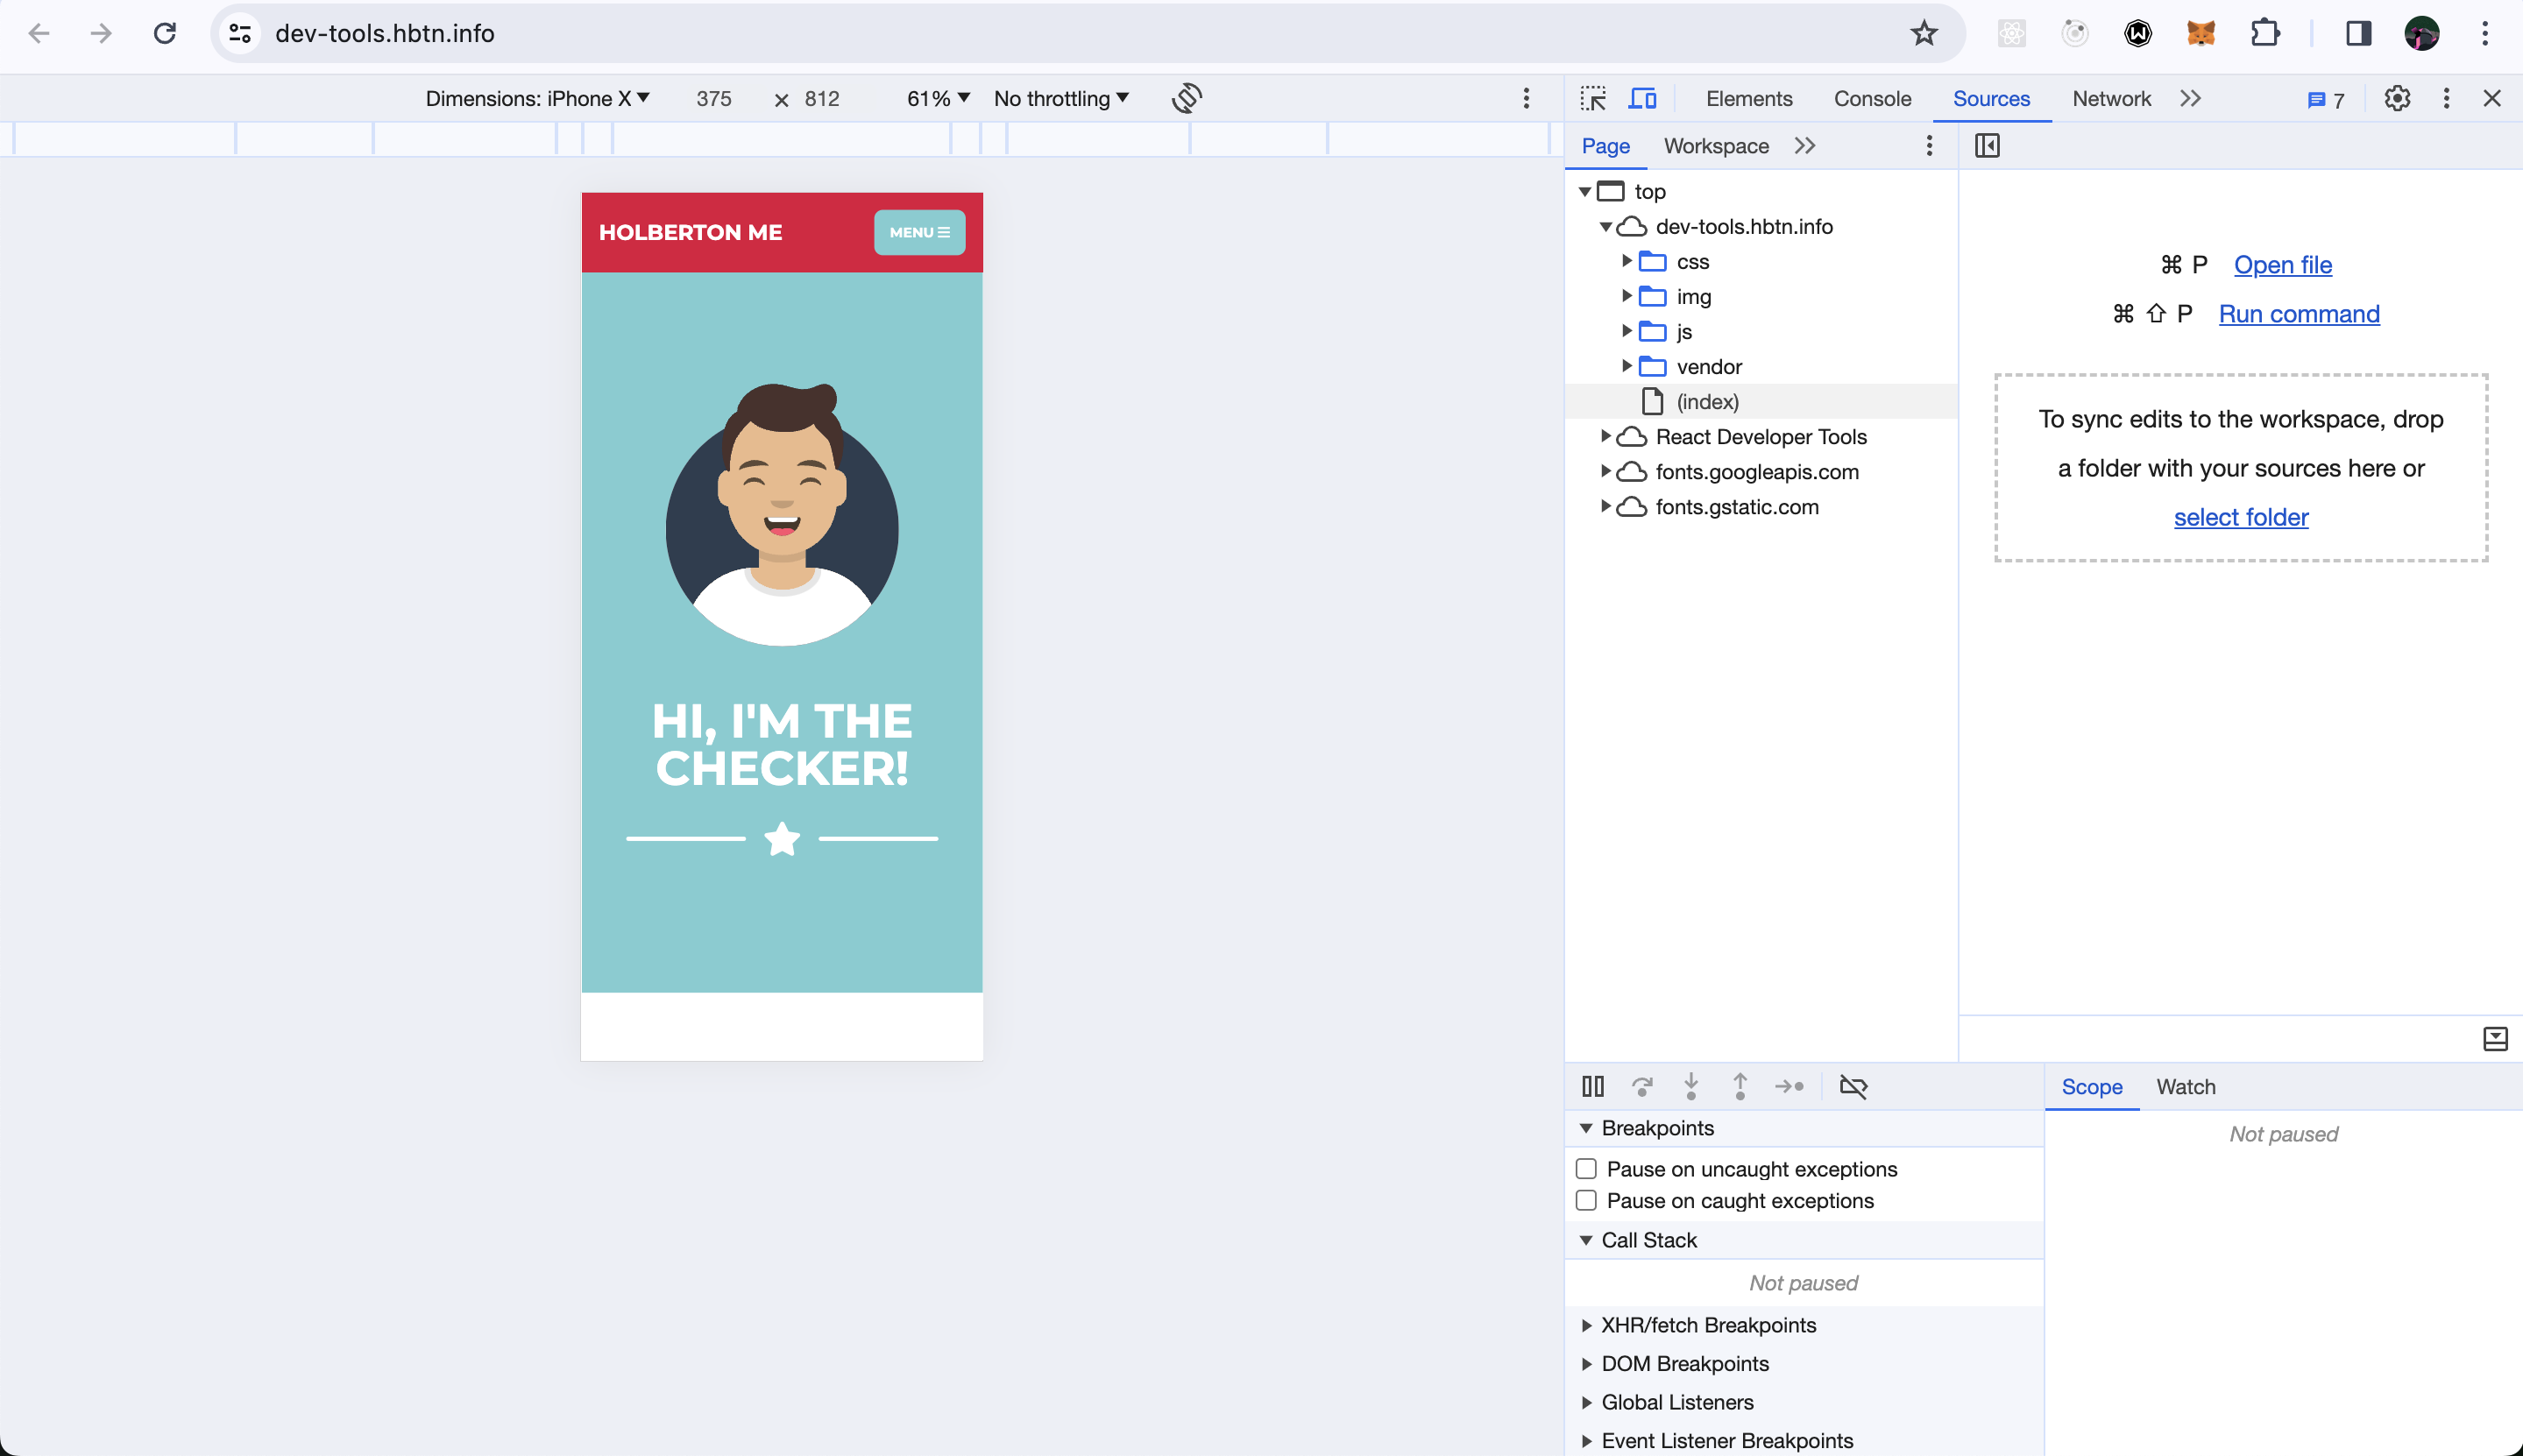 dev-tools.hbtn.info
Dimensions: iPhone X 375 × 812 61% No throttling
Elements Console Sources Network 7
Page Workspace
HOLBERTON ME
MENU
HI, I'M THE
CHECKER!
top
dev-tools.hbtn.info
css
img
js
vendor
(index)
React Developer Tools
fonts.googleapis.com
fonts.gstatic.com
⌘ P Open file
⌘ ⇧ P Run command
To sync edits to the workspace, drop
a folder with your sources here or
select folder
Breakpoints
Pause on uncaught exceptions
Pause on caught exceptions
Call Stack
Not paused
XHR/fetch Breakpoints
DOM Breakpoints
Global Listeners
Event Listener Breakpoints
Scope Watch
Not paused